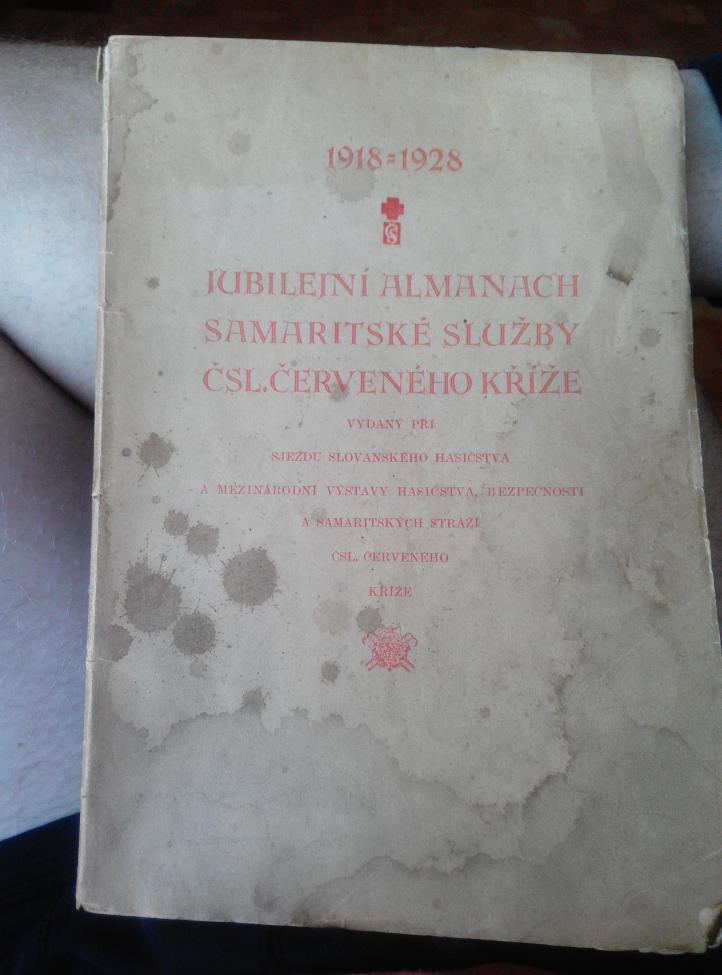 1918=1928
ČS
JUBILEJNÍ ALMANACH
SAMARITSKÉ SLUŽBY
ČSL. ČERVENÉHO KŘÍŽE
VYDANÝ PŘI
SJEZDU SLOVANSKÉHO HASIČSTVA
A MEZINÁRODNÍ VÝSTAVY HASIČSTVA, BEZPEČNOSTI
A SAMARITSKÝCH STRÁŽÍ
ČSL. ČERVENÉHO
KŘÍŽE